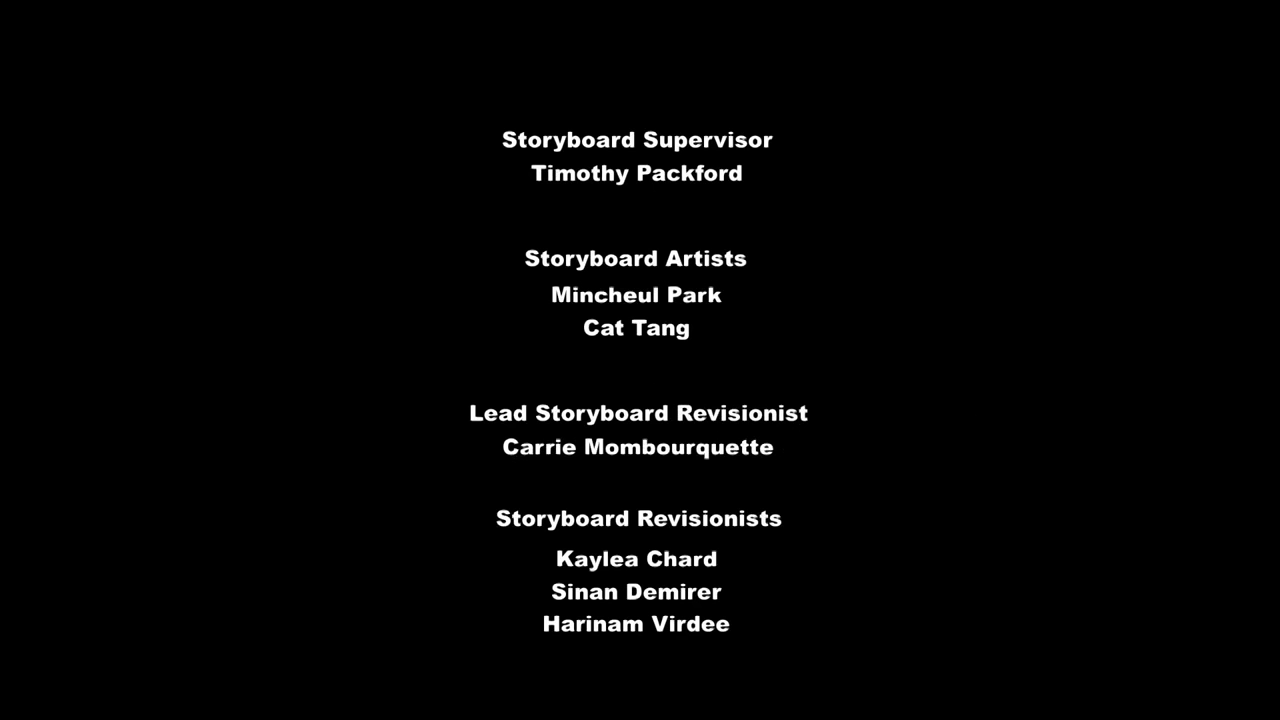 Storyboard Supervisor
Timothy Packford
Storyboard Artists
Mincheul Park
Cat Tang
Lead Storyboard Revisionist
Carrie Mombourquette
Storyboard Revisionists
Kaylea Chard
Sinan Demirer
Harinam Virdee